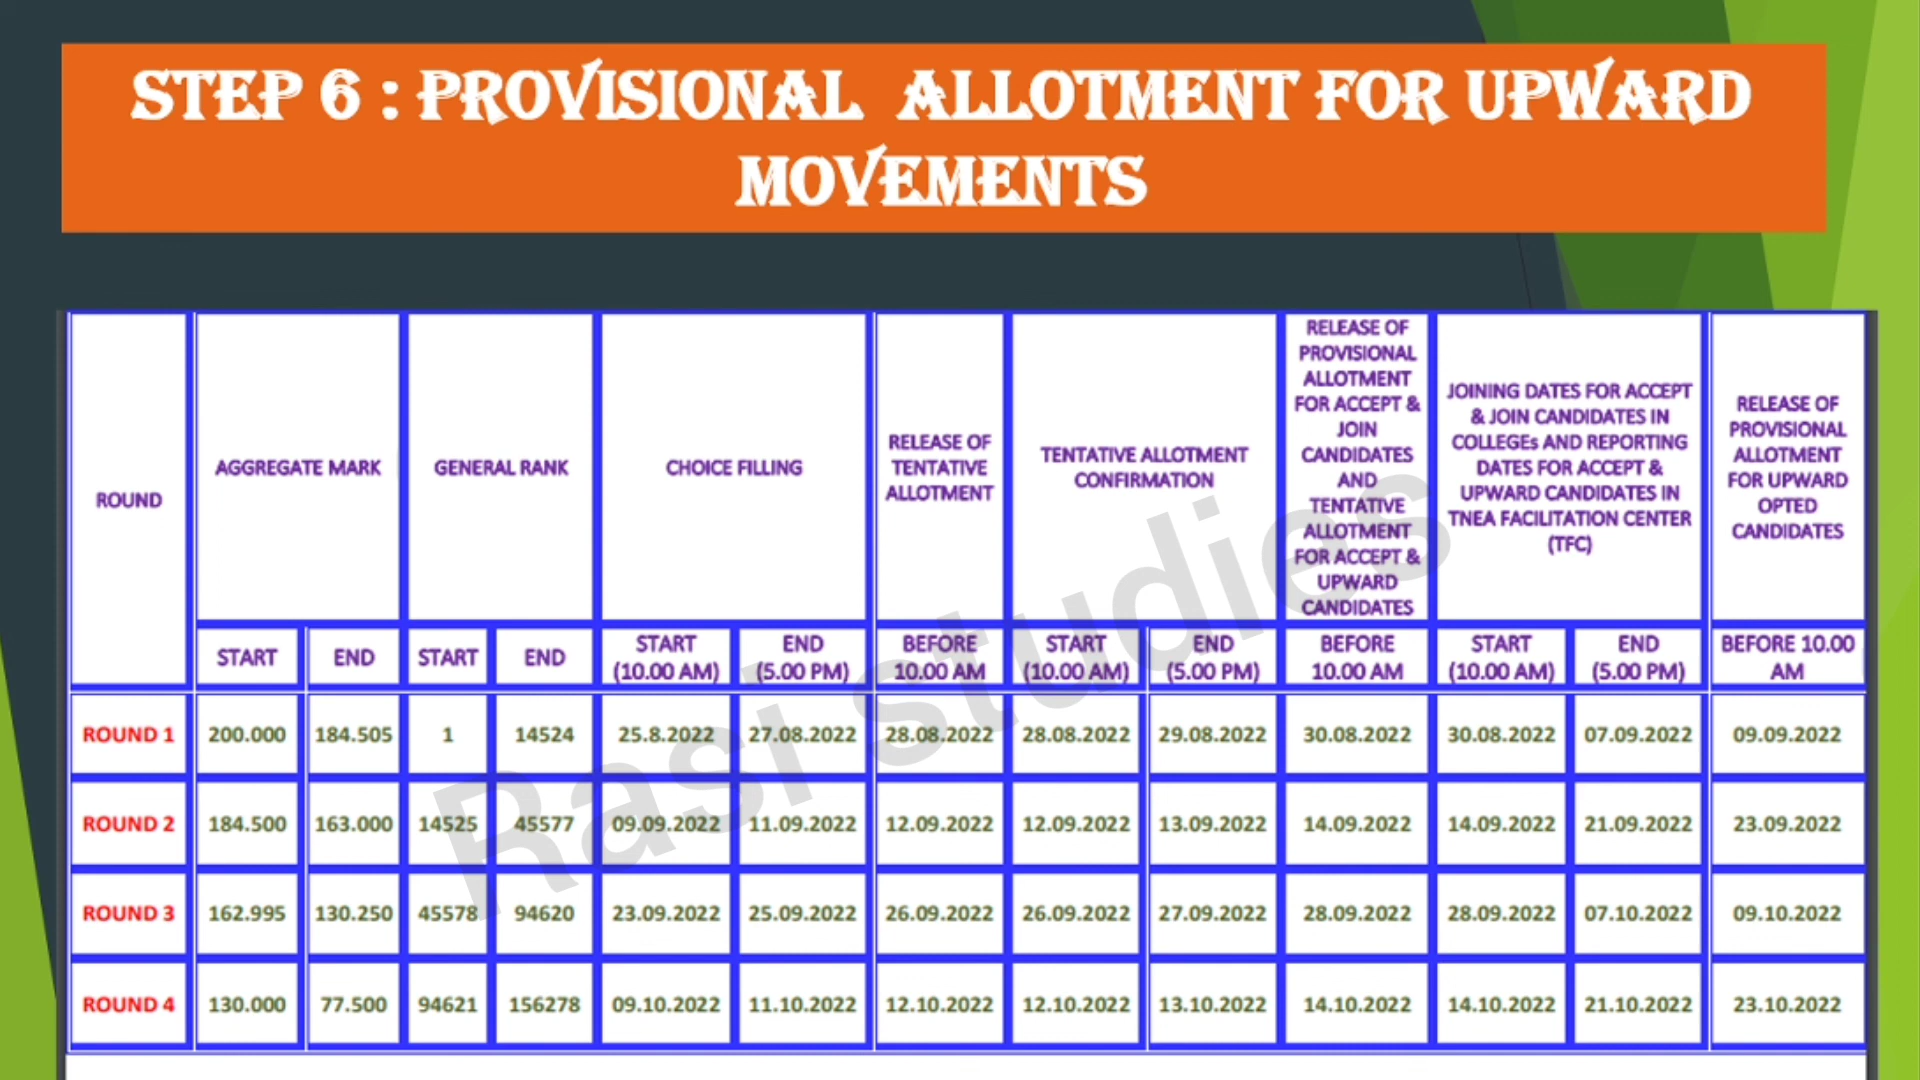 STEP 6 : PROVISIONAL ALLOTMENT FOR UPWARD
MOVEMENTS
ROUND
AGGREGATE MARK
GENERAL RANK
CHOICE FILLING
RELEASE OF
TENTATIVE
ALLOTMENT
TENTATIVE ALLOTMENT
CONFIRMATION
RELEASE OF
PROVISIONAL
ALLOTMENT
FOR ACCEPT &
JOIN
CANDIDATES
AND
TENTATIVE
ALLOTMENT
FOR ACCEPT &
UPWARD
CANDIDATES
JOINING DATES FOR ACCEPT
& JOIN CANDIDATES IN
COLLEGEs AND REPORTING
DATES FOR ACCEPT &
UPWARD CANDIDATES IN
TNEA FACILITATION CENTER
(TFC)
RELEASE OF
PROVISIONAL
ALLOTMENT
FOR UPWARD
OPTED
CANDIDATES
START END START END START (10.00 AM) END (5.00 PM) BEFORE 10.00 AM START (10.00 AM) END (5.00 PM) BEFORE 10.00 AM START (10.00 AM) END (5.00 PM) BEFORE 10.00 AM
ROUND 1 200.000 184.505 1 14524 25.8.2022 27.08.2022 28.08.2022 28.08.2022 29.08.2022 30.08.2022 30.08.2022 07.09.2022 09.09.2022
ROUND 2 184.500 163.000 14525 45577 09.09.2022 11.09.2022 12.09.2022 12.09.2022 13.09.2022 14.09.2022 14.09.2022 21.09.2022 23.09.2022
ROUND 3 162.995 130.250 45578 94620 23.09.2022 25.09.2022 26.09.2022 26.09.2022 27.09.2022 28.09.2022 28.09.2022 07.10.2022 09.10.2022
ROUND 4 130.000 77.500 94621 156278 09.10.2022 11.10.2022 12.10.2022 12.10.2022 13.10.2022 14.10.2022 14.10.2022 21.10.2022 23.10.2022
Rasi studios